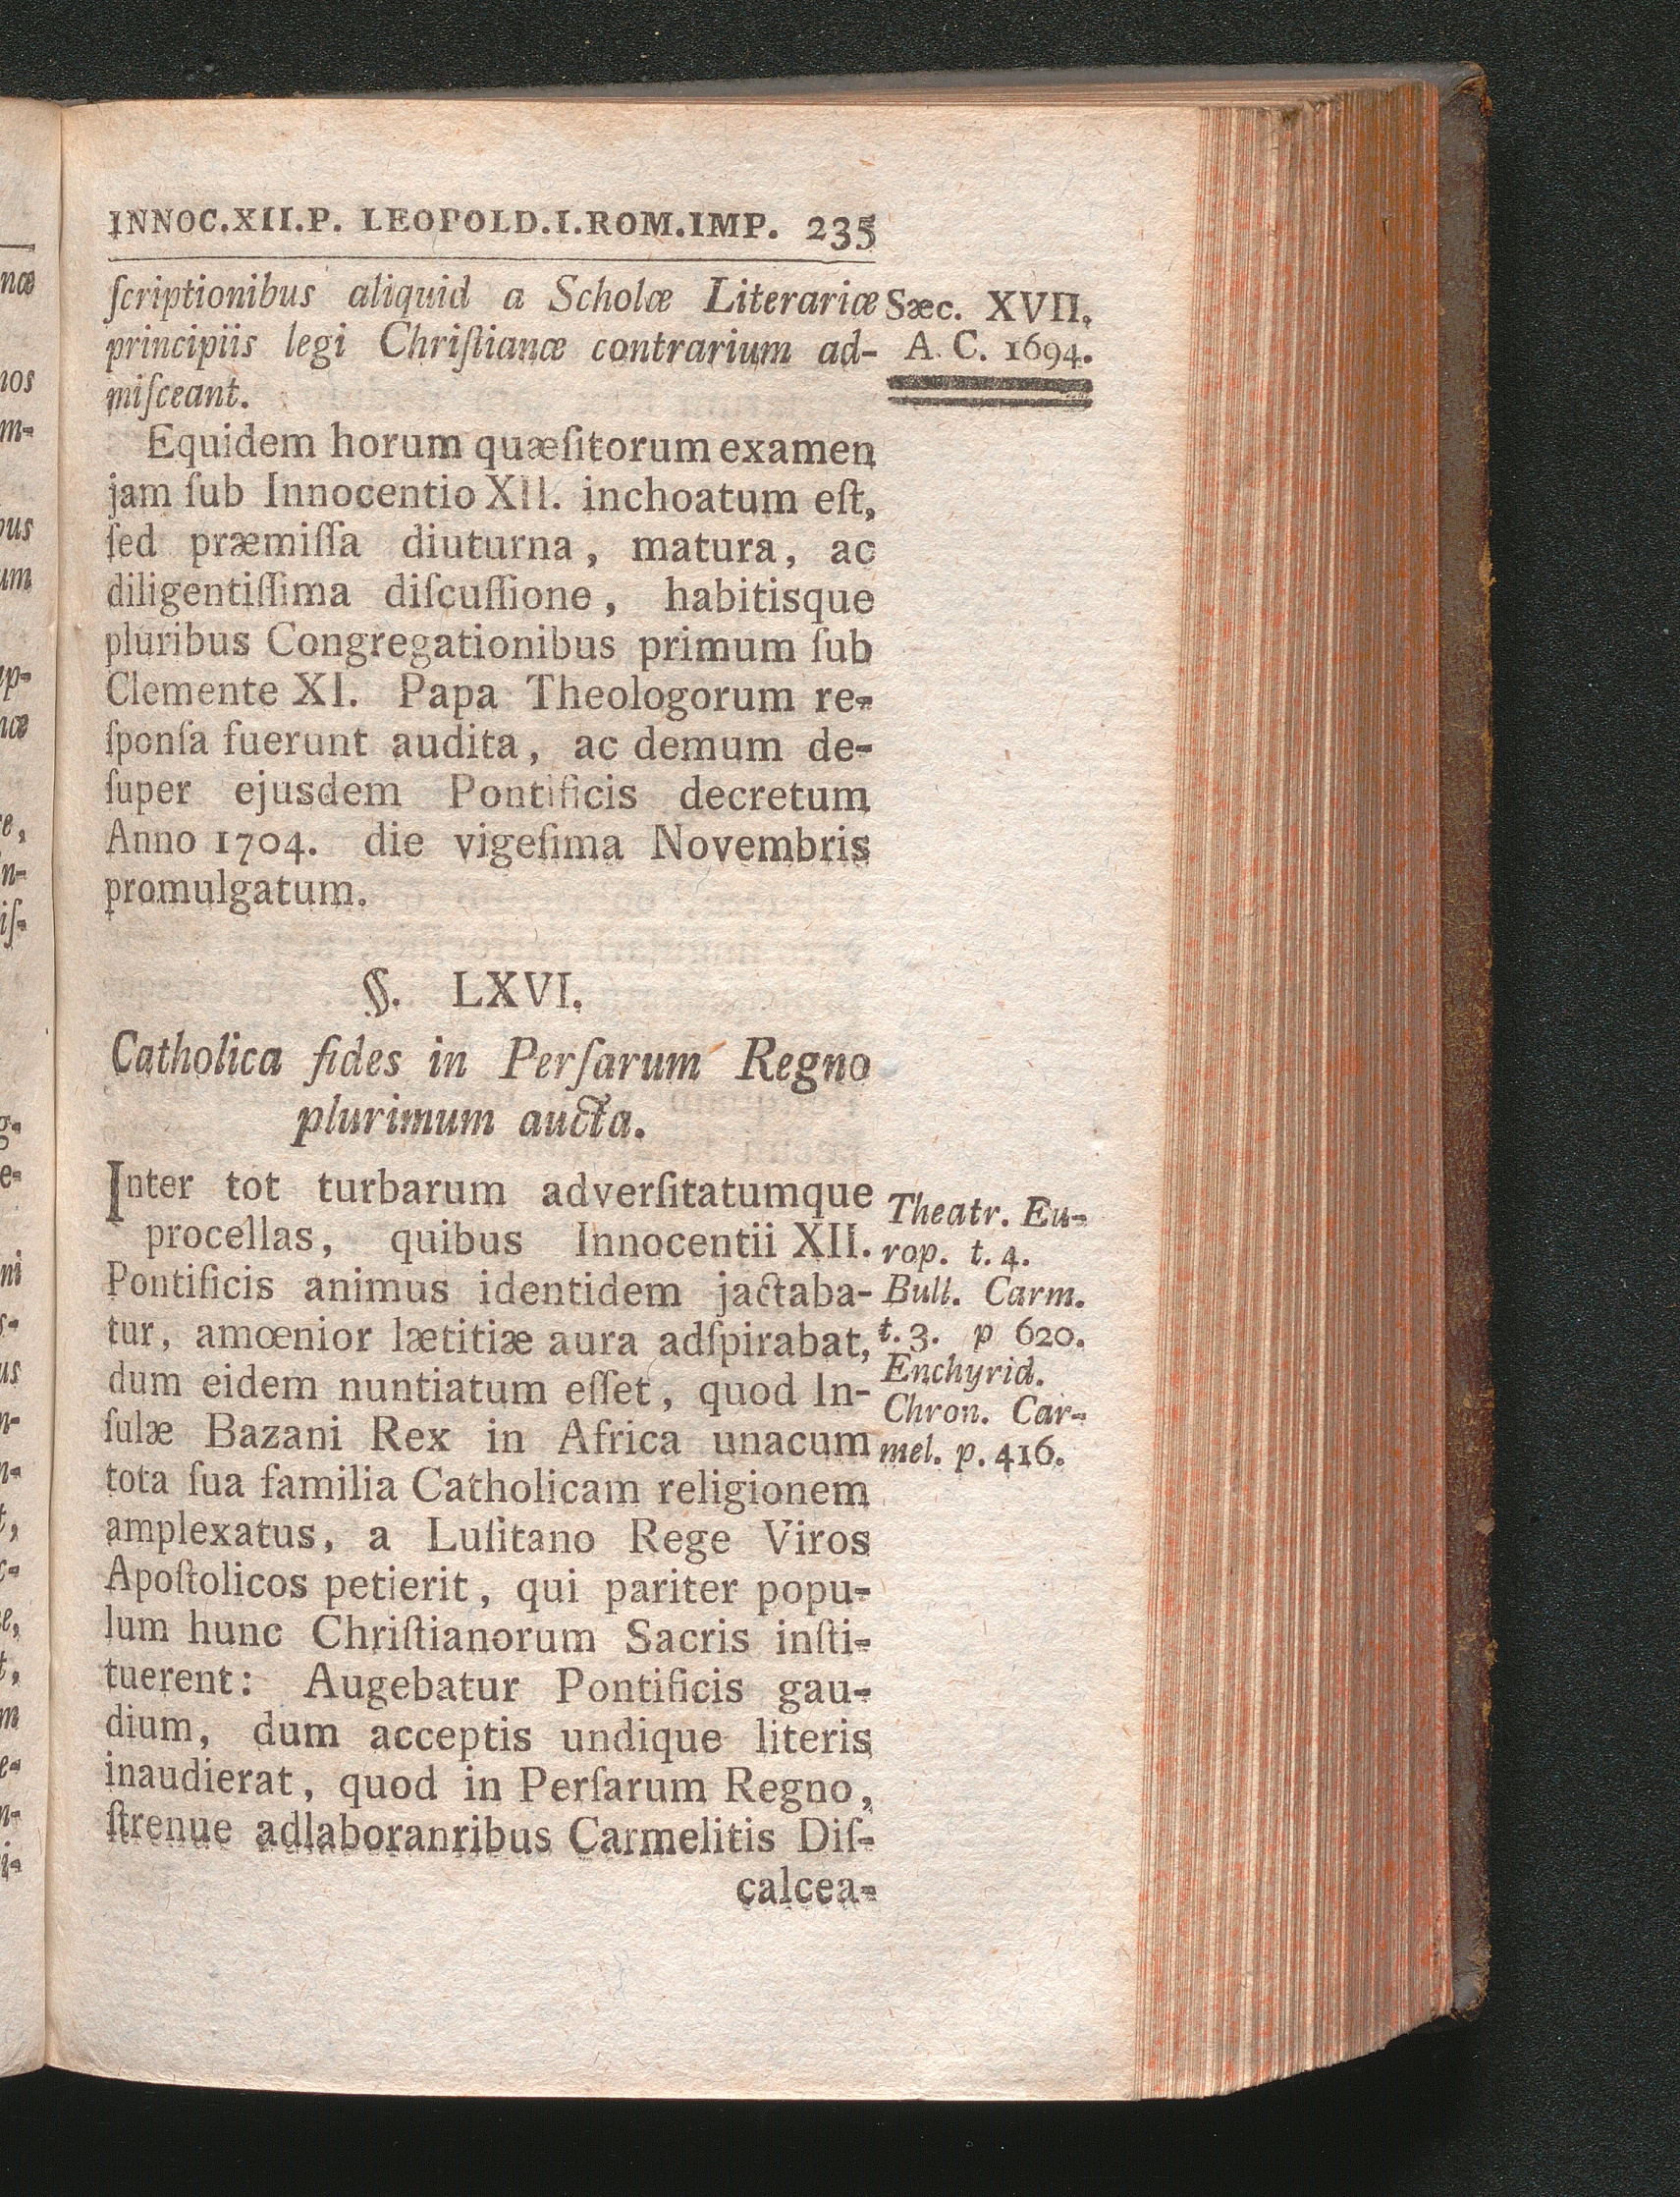 INNOC.XII.P. LEOPOLD.I.ROM.IMP. 235
ſcriptionibus aliquid a Scholæ Literariæ
principiis legi Chriſtianæ contrarium ad-
miſceant.
Sæc. XVII.
A. C. 1694.
Equidem horum quæſitorum examen
jam ſub Innocentio XII. inchoatum eſt,
ſed præmiſſa diuturna, matura, ac
diligentiſſima diſcuſſione, habitisque
pluribus Congregationibus primum ſub
Clemente XI. Papa Theologorum re-
ſponſa fuerunt audita, ac demum de-
ſuper ejusdem Pontificis decretum
Anno 1704. die vigeſima Novembris
promulgatum.
§. LXVI.
Catholica fides in Perſarum Regno
plurimum aucta.
Inter tot turbarum adverſitatumque
procellas, quibus Innocentii XII.
Pontificis animus identidem jactaba-
tur, amœnior lætitiæ aura adſpirabat,
dum eidem nuntiatum eſſet, quod In-
ſulæ Bazani Rex in Africa unacum
tota ſua familia Catholicam religionem
amplexatus, a Luſitano Rege Viros
Apoſtolicos petierit, qui pariter popu-
lum hunc Chriſtianorum Sacris inſti-
tuerent: Augebatur Pontificis gau-
dium, dum acceptis undique literis
inaudierat, quod in Perſarum Regno,
ſtrenue adlaboranribus Carmelitis Diſ-
calcea-
Theatr. Eu-
rop. t. 4.
Bull. Carm.
t. 3. p 620.
Enchyrid.
Chron. Car-
mel. p. 416.